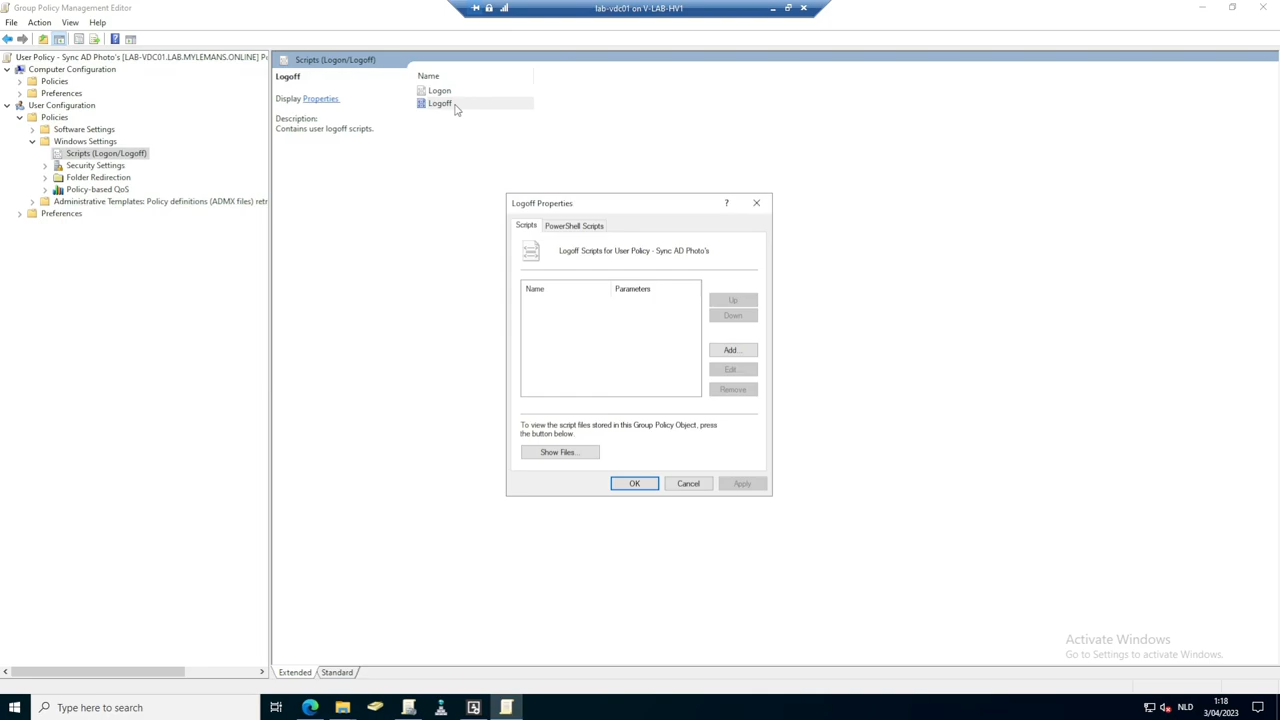 Group Policy Management Editor
lab-vdc01 on V-LAB-HV1
File Action View Help
User Policy - Sync AD Photo's [LAB-VDC01.LAB.MYLEMANS.ONLINE] Po
Computer Configuration
Policies
Preferences
User Configuration
Policies
Software Settings
Windows Settings
Scripts (Logon/Logoff)
Security Settings
Folder Redirection
Policy-based QoS
Administrative Templates: Policy definitions (ADMX files) retr
Preferences
Scripts (Logon/Logoff)
Logoff
Display Properties
Description:
Contains user logoff scripts.
Name
Logon
Logoff
Logoff Properties
?
Scripts PowerShell Scripts
Logoff Scripts for User Policy - Sync AD Photo's
Name Parameters
Up
Down
Add...
Edit...
Remove
To view the script files stored in this Group Policy Object, press
the button below.
Show Files...
OK Cancel Apply
Activate Windows
Go to Settings to activate Windows.
Extended Standard
Type here to search
NLD
1:18
3/04/2023